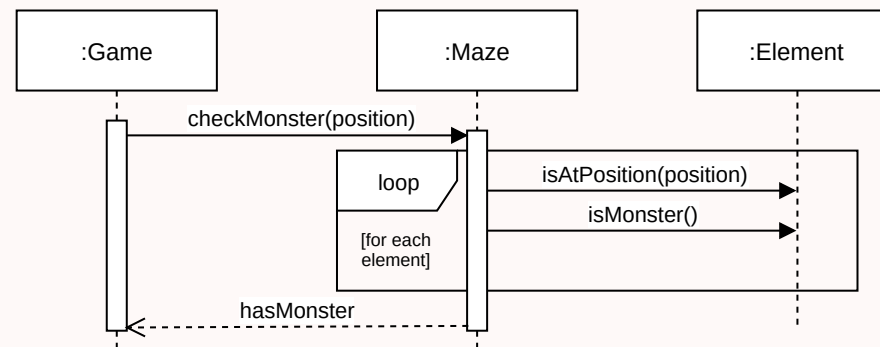 :Game
:Maze
:Element
checkMonster(position)
loop
isAtPosition(position)
isMonster()
[for each
element]
hasMonster